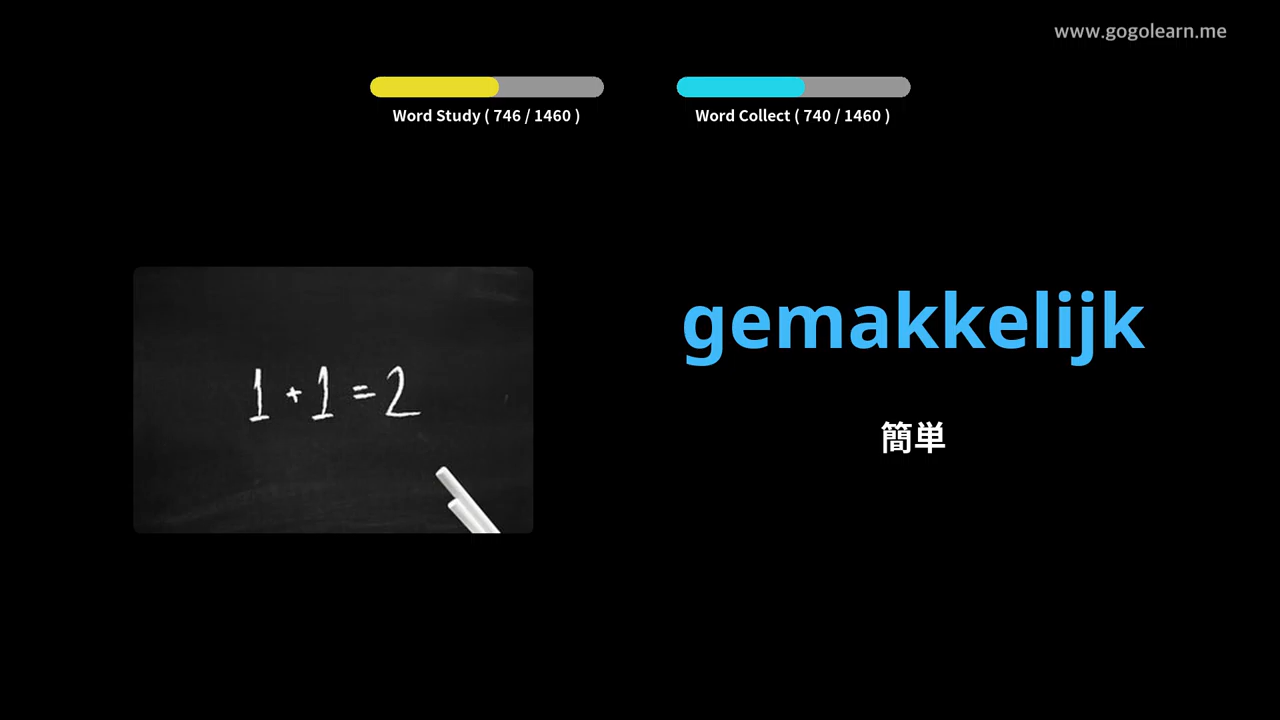 www.gogolearn.me
Word Study ( 746 / 1460 )
Word Collect ( 740 / 1460 )
1 + 1 = 2
gemakkelijk
簡単